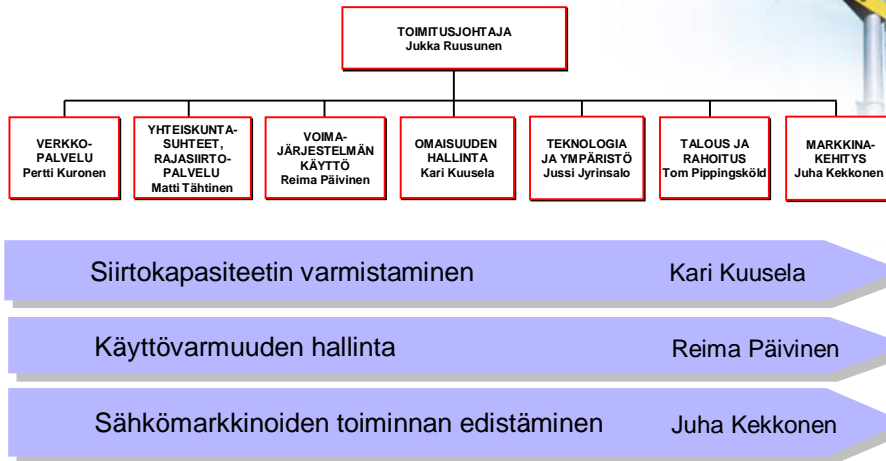 TOIMITUSJOHTAJA
Jukka Ruusunen
VERKKO-
PALVELU
Pertti Kuronen
YHTEISKUNTA-
SUHTEET,
RAJASIIRTO-
PALVELU
Matti Tähtinen
VOIMA-
JÄRJESTELMÄN
KÄYTTÖ
Reima Päivinen
OMAISUUDEN
HALLINTA
Kari Kuusela
TEKNOLOGIA
JA YMPÄRISTÖ
Jussi Jyrinsalo
TALOUS JA
RAHOITUS
Tom Pippingsköld
MARKKINA-
KEHITYS
Juha Kekkonen
Siirtokapasiteetin varmistaminen Kari Kuusela
Käyttövarmuuden hallinta Reima Päivinen
Sähkömarkkinoiden toiminnan edistäminen Juha Kekkonen